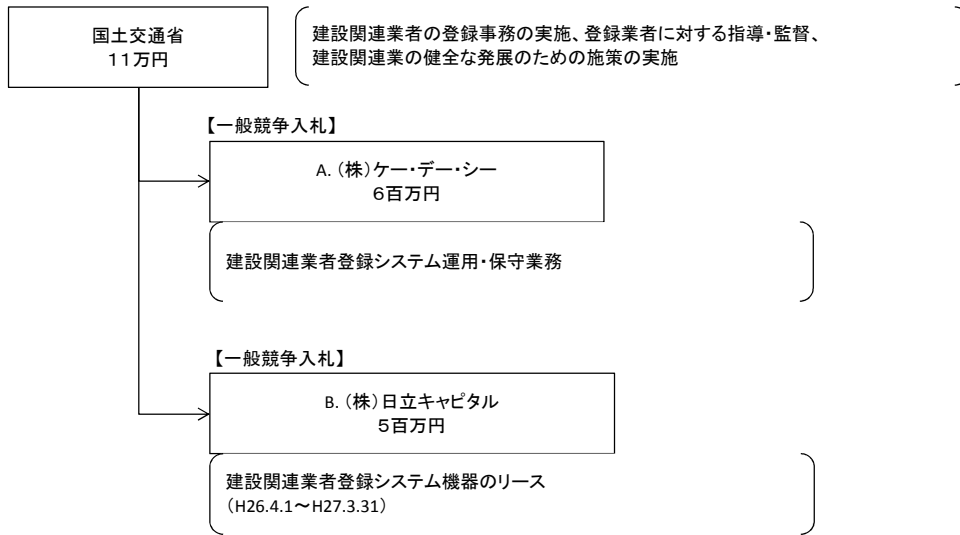 国土交通省
11万円
建設関連業者の登録事務の実施、登録業者に対する指導・監督、
建設関連業の健全な発展のための施策の実施
【一般競争入札】
A. （株）ケー・デー・シー
６百万円
建設関連業者登録システム運用・保守業務
【一般競争入札】
B. （株）日立キャピタル
５百万円
建設関連業者登録システム機器のリース
（H26.4.1～H27.3.31）